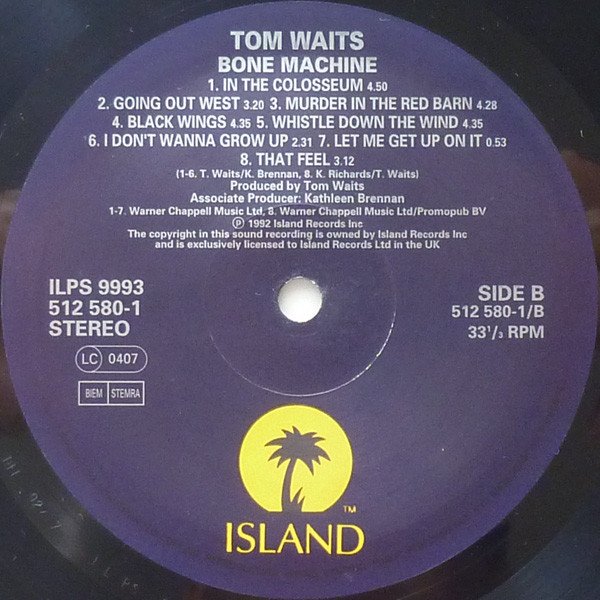 TOM WAITS
BONE MACHINE
1. IN THE COLOSSEUM 4.50
2. GOING OUT WEST 3.20 3. MURDER IN THE RED BARN 4.28
4. BLACK WINGS 4.35 5. WHISTLE DOWN THE WIND 4.35
6. I DON'T WANNA GROW UP 2.31 7. LET ME GET UP ON IT 0.53
8. THAT FEEL 3.12
(1-6. T. Waits/K. Brennan, 8. K. Richards/T. Waits)
Produced by Tom Waits
Associate Producer: Kathleen Brennan
1-7. Warner Chappell Music Ltd, 8. Warner Chappell Music Ltd/Promopub BV
℗ 1992 Island Records Inc
The copyright in this sound recording is owned by Island Records Inc
and is exclusively licensed to Island Records Ltd in the UK
ILPS 9993
512 580-1
STEREO
LC 0407
BIEM STEMRA
SIDE B
512 580-1/B
33¹/₃ RPM
TM
ISLAND